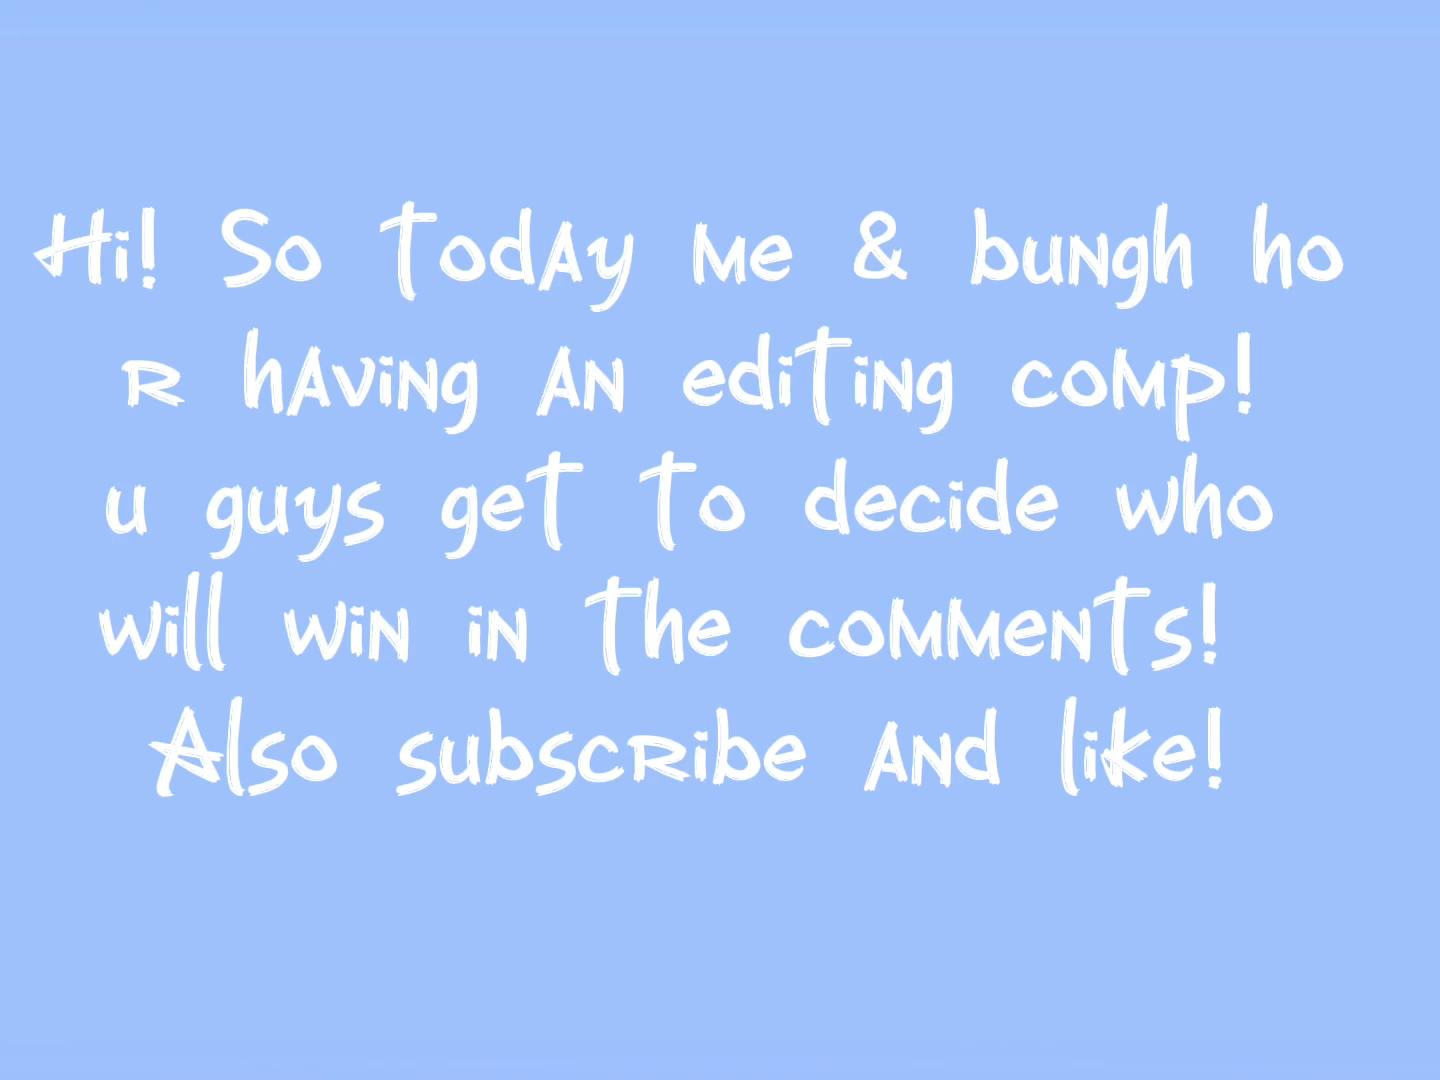 Hi! So today me & bungh ho
r having an editing comp!
u guys get to decide who
will win in the comments!
Also subscribe and like!